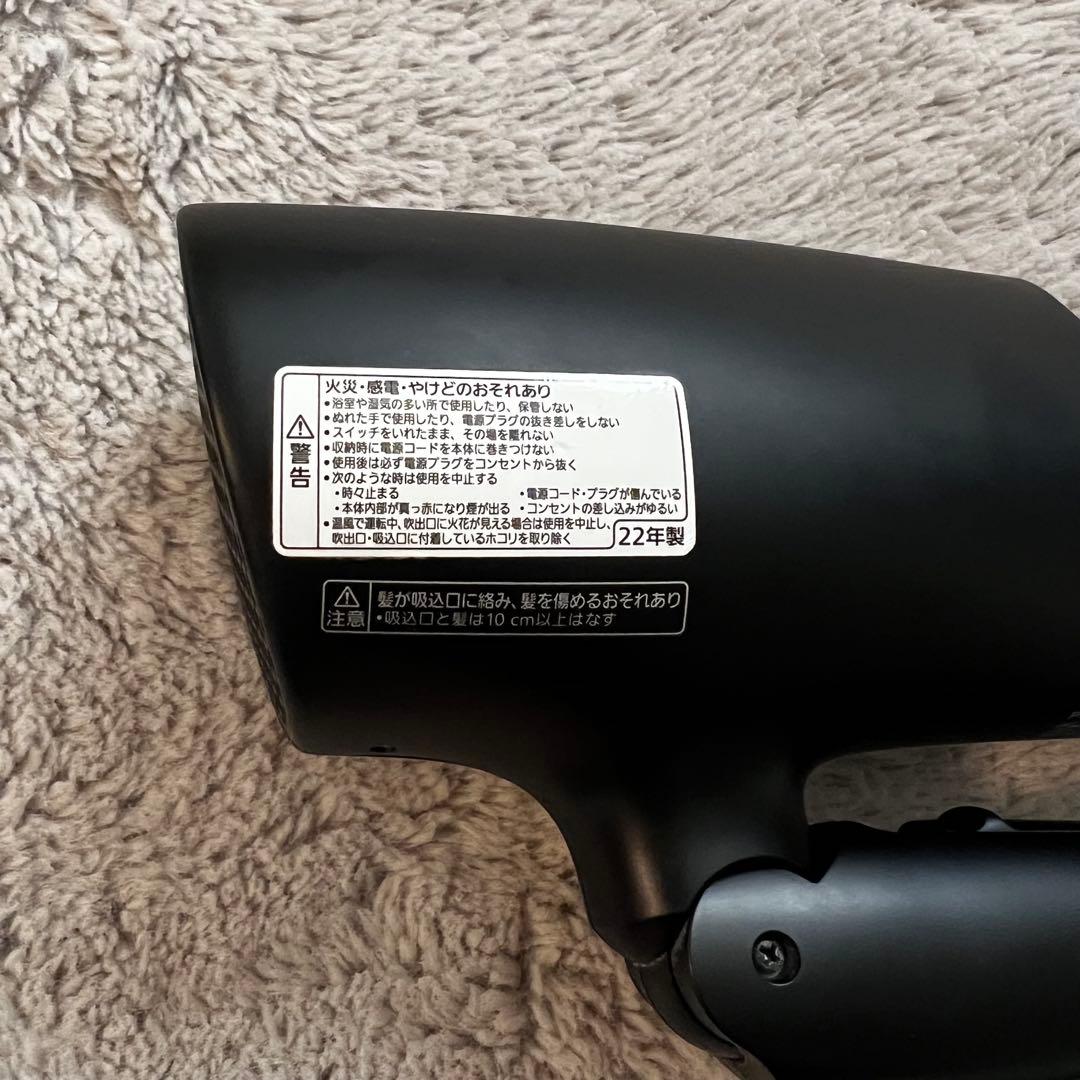 警告
火災・感電・やけどのおそれあり
•浴室や湿気の多い所で使用したり、保管しない
•ぬれた手で使用したり、電源プラグの抜き差しをしない
•スイッチをいれたまま、その場を離れない
•収納時に電源コードを本体に巻きつけない
•使用後は必ず電源プラグをコンセントから抜く
•次のような時は使用を中止する
・時々止まる ・電源コード・プラグが傷んでいる
・本体内部が真っ赤になり煙が出る ・コンセントの差し込みがゆるい
•温風で運転中、吹出口に火花が見える場合は使用を中止し、
吹出口・吸込口に付着しているホコリを取り除く
22年製
注意
髪が吸込口に絡み、髪を傷めるおそれあり
•吸込口と髪は10 cm以上はなす